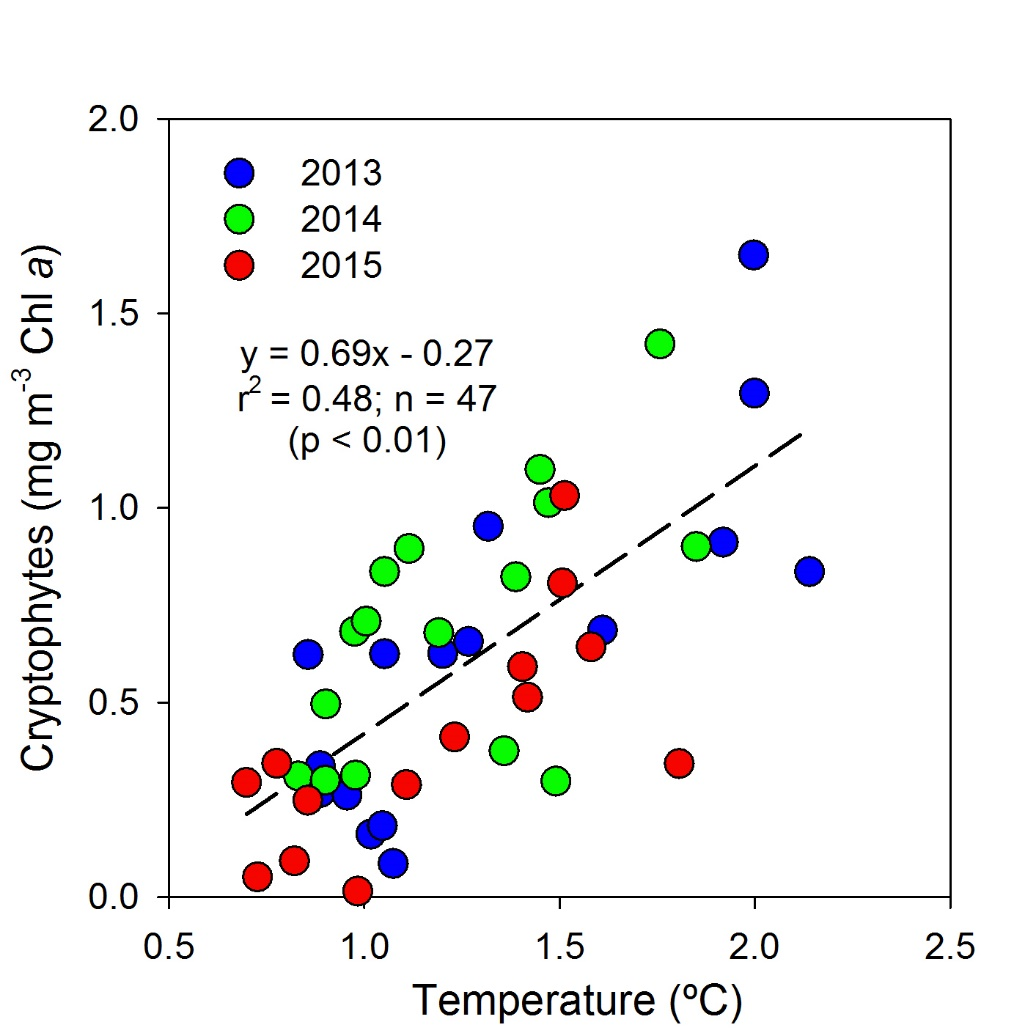 2.0
1.5
1.0
0.5
0.0
Cryptophytes (mg m⁻³ Chl a)
2013
2014
2015
y = 0.69x - 0.27
r² = 0.48; n = 47
(p < 0.01)
0.5 1.0 1.5 2.0 2.5
Temperature (ºC)